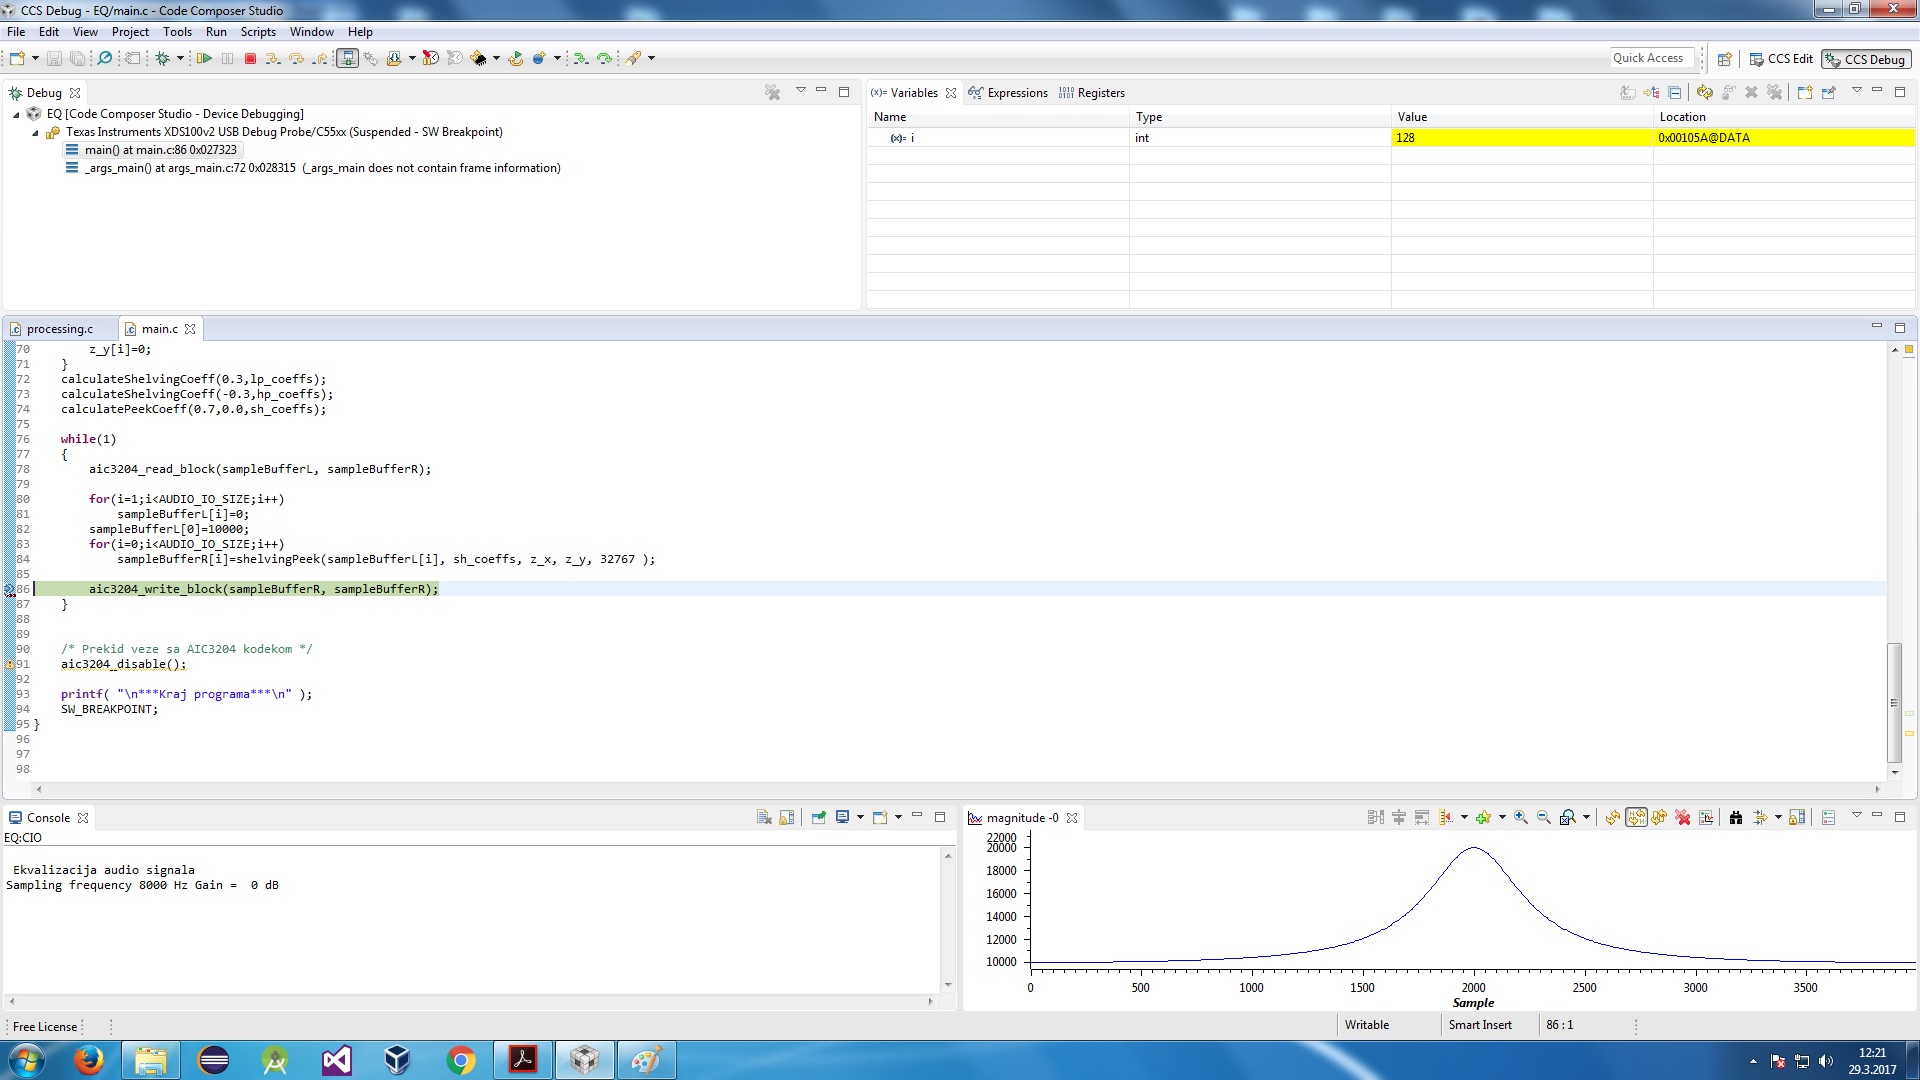 CCS Debug - EQ/main.c - Code Composer Studio
File Edit View Project Tools Run Scripts Window Help
Quick Access CCS Edit CCS Debug
Debug
EQ [Code Composer Studio - Device Debugging]
Texas Instruments XDS100v2 USB Debug Probe/C55xx (Suspended - SW Breakpoint)
main() at main.c:86 0x027323
_args_main() at args_main.c:72 0x028315 (_args_main does not contain frame information)
(x)= Variables Expressions Registers
Name Type Value Location
(x)= i int 128 0x00105A@DATA
processing.c main.c
70 z_y[i]=0;
71 }
72 calculateShelvingCoeff(0.3,lp_coeffs);
73 calculateShelvingCoeff(-0.3,hp_coeffs);
74 calculatePeekCoeff(0.7,0.0,sh_coeffs);
75
76 while(1)
77 {
78 aic3204_read_block(sampleBufferL, sampleBufferR);
79
80 for(i=1;i<AUDIO_IO_SIZE;i++)
81 sampleBufferL[i]=0;
82 sampleBufferL[0]=10000;
83 for(i=0;i<AUDIO_IO_SIZE;i++)
84 sampleBufferR[i]=shelvingPeek(sampleBufferL[i], sh_coeffs, z_x, z_y, 32767 );
85
86 aic3204_write_block(sampleBufferR, sampleBufferR);
87 }
88
89
90 /* Prekid veze sa AIC3204 kodekom */
91 aic3204_disable();
92
93 printf( "\n***Kraj programa***\n" );
94 SW_BREAKPOINT;
95 }
96
97
98
Console
EQ:CIO
Ekvalizacija audio signala
Sampling frequency 8000 Hz Gain = 0 dB
magnitude -0
22000
20000
18000
16000
14000
12000
10000
0 500 1000 1500 2000 2500 3000 3500
Sample
Free License Writable Smart Insert 86 : 1
12:21
29.3.2017